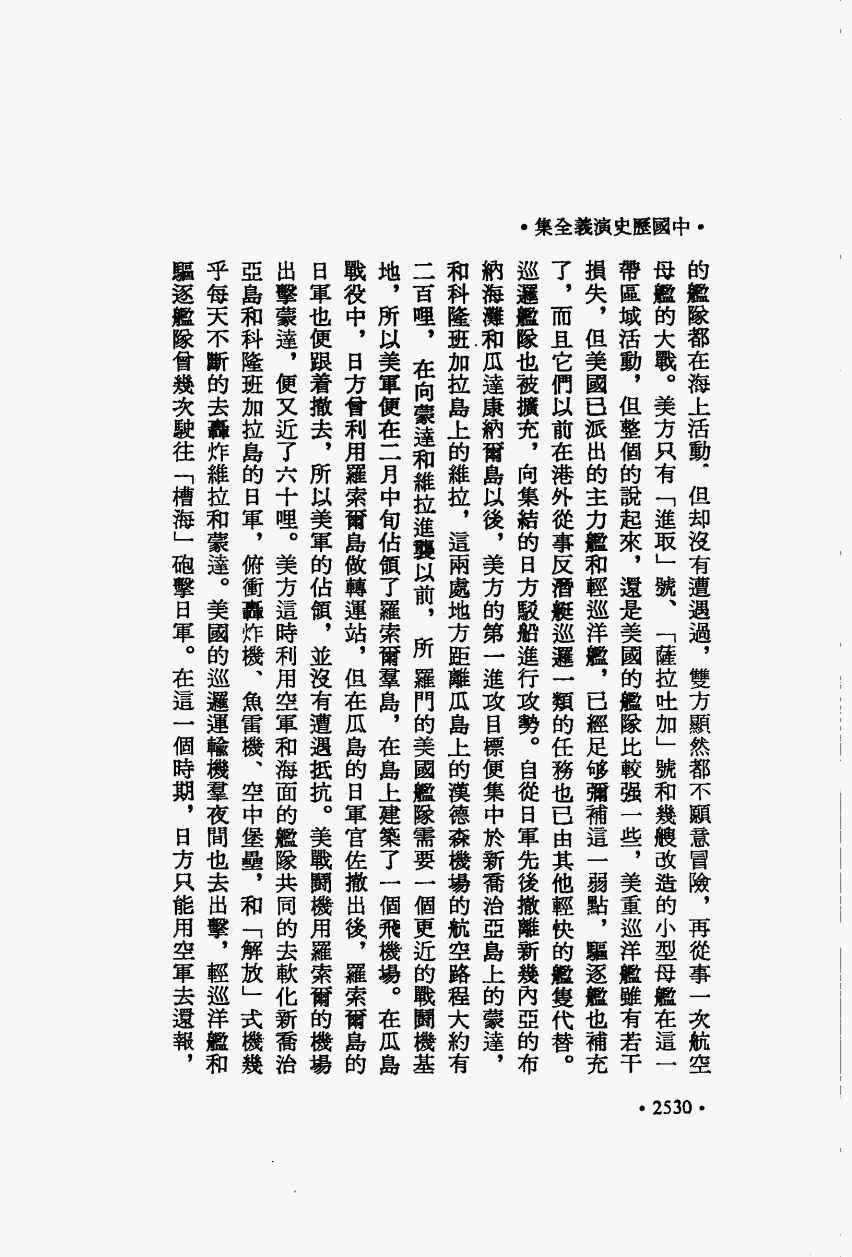 •中國歷史演義全集•
的艦隊都在海上活動．但却沒有遭遇過，雙方顯然都不願意冒險，再從事一次航空
母艦的大戰。美方只有「進取」號、「薩拉吐加」號和幾艘改造的小型母艦在這一
帶區域活動，但整個的說起來，還是美國的艦隊比較强一些，美重巡洋艦雖有若干
損失，但美國已派出的主力艦和輕巡洋艦，已經足够彌補這一弱點，驅逐艦也補充
了，而且它們以前在港外從事反潛艇巡邏一類的任務也已由其他輕快的艦隻代替。
巡邏艦隊也被擴充，向集結的日方駁船進行攻勢。自從日軍先後撤離新幾內亞的布
納海灘和瓜達康納爾島以後，美方的第一進攻目標便集中於新喬治亞島上的蒙達，
和科隆班加拉島上的維拉，這兩處地方距離瓜島上的漢德森機場的航空路程大約有
二百哩，在向蒙達和維拉進襲以前，所羅門的美國艦隊需要一個更近的戰鬪機基
地，所以美軍便在二月中旬佔領了羅索爾羣島，在島上建築了一個飛機場。在瓜島
戰役中，日方曾利用羅索爾島做轉運站，但在瓜島的日軍官佐撤出後，羅索爾島的
日軍也便跟着撤去，所以美軍的佔領，並沒有遭遇抵抗。美戰鬪機用羅索爾的機場
出擊蒙達，便又近了六十哩。美方這時利用空軍和海面的艦隊共同的去軟化新喬治
亞島和科隆班加拉島的日軍，俯衝轟炸機、魚雷機、空中堡壘，和「解放」式機幾
乎每天不斷的去轟炸維拉和蒙達。美國的巡邏運輸機羣夜間也去出擊，輕巡洋艦和
驅逐艦隊曾幾次駛往「槽海」砲擊日軍。在這一個時期，日方只能用空軍去還報，
•2530•